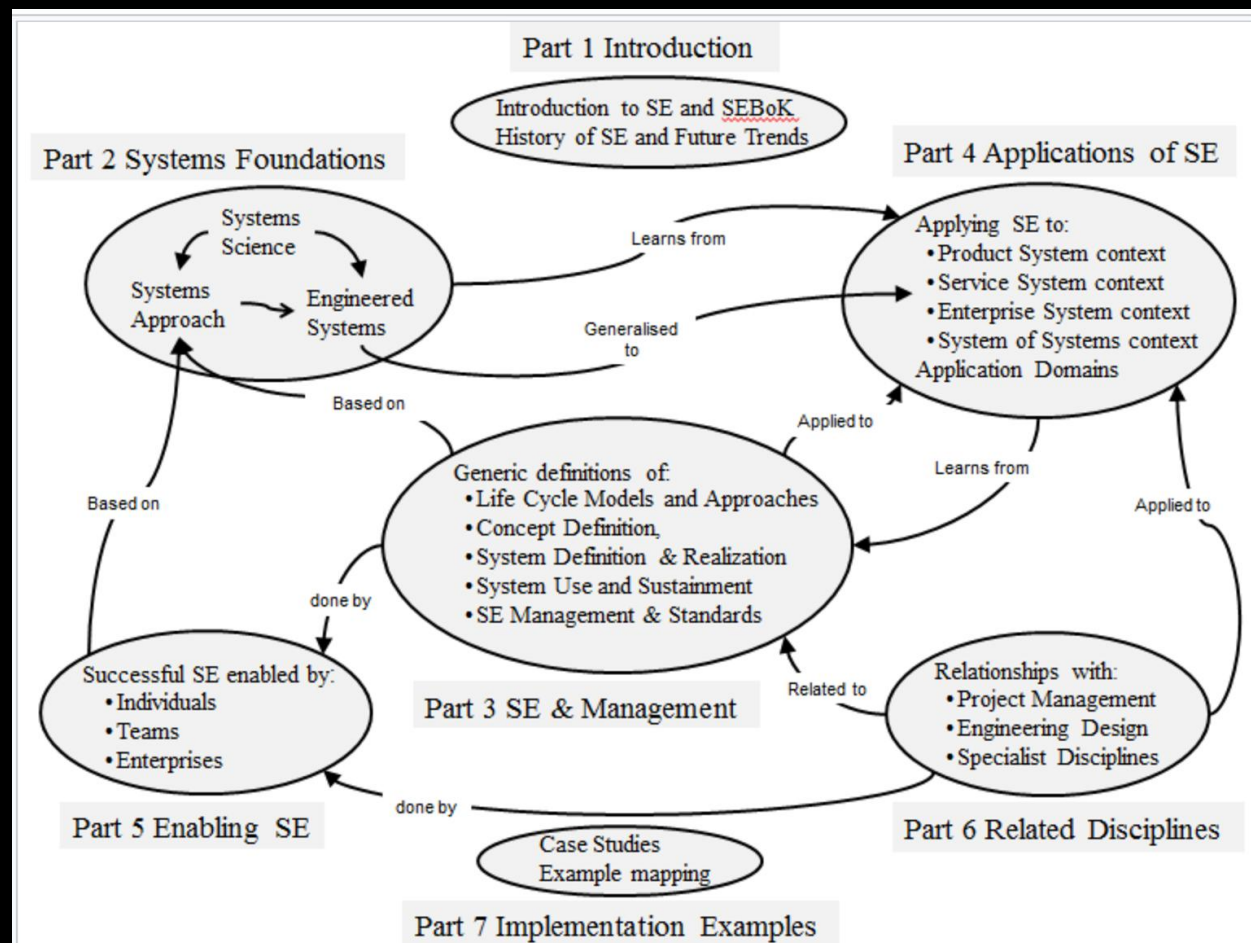 Part 1 Introduction
Introduction to SE and SEBoK
History of SE and Future Trends
Part 2 Systems Foundations
Systems
Science
Systems
Approach
Engineered
Systems
Part 4 Applications of SE
Applying SE to:
•Product System context
•Service System context
•Enterprise System context
•System of Systems context
Application Domains
Learns from
Generalised
to
Based on
Applied to
Learns from
Based on
Applied to
Generic definitions of:
•Life Cycle Models and Approaches
•Concept Definition,
•System Definition & Realization
•System Use and Sustainment
•SE Management & Standards
done by
Part 3 SE & Management
Related to
Successful SE enabled by:
•Individuals
•Teams
•Enterprises
Part 5 Enabling SE
Relationships with:
•Project Management
•Engineering Design
•Specialist Disciplines
Part 6 Related Disciplines
done by
Case Studies
Example mapping
Part 7 Implementation Examples